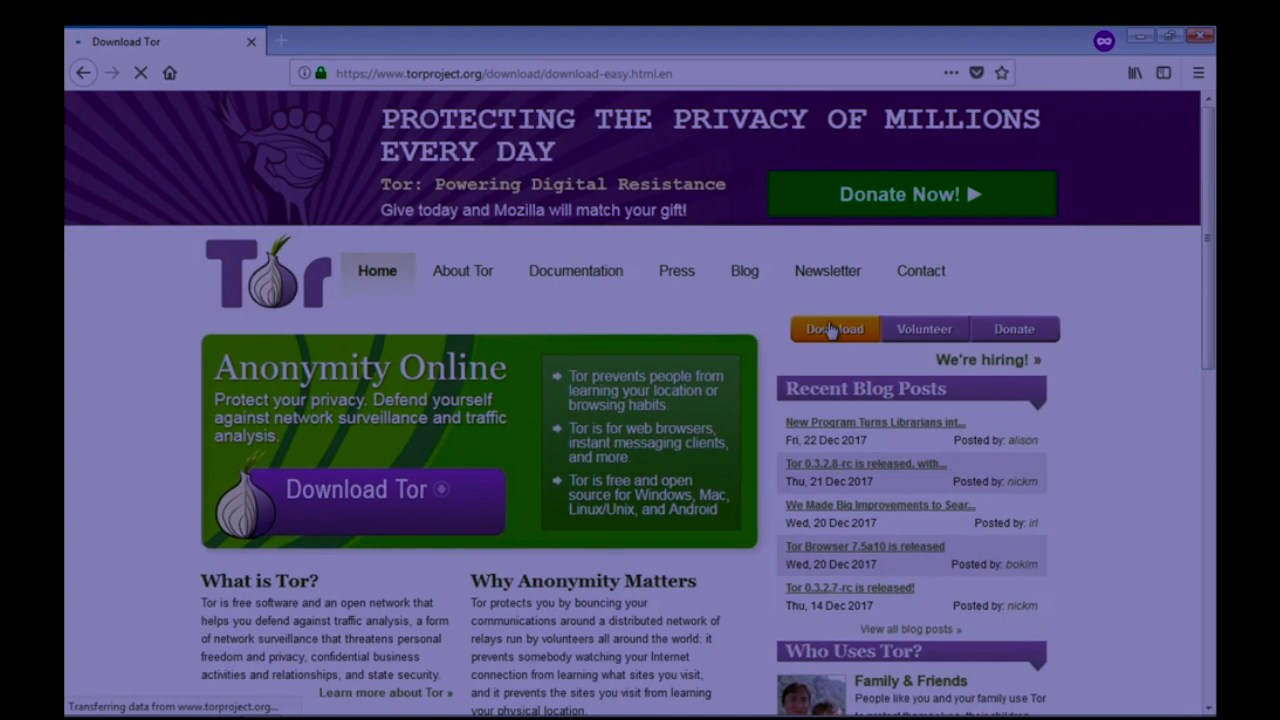 Download Tor
https://www.torproject.org/download/download-easy.html.en
PROTECTING THE PRIVACY OF MILLIONS
EVERY DAY
Tor: Powering Digital Resistance
Give today and Mozilla will match your gift!
Donate Now!
Tor
Home
About Tor
Documentation
Press
Blog
Newsletter
Contact
Download
Volunteer
Donate
We're hiring! »
Anonymity Online
Protect your privacy. Defend yourself
against network surveillance and traffic
analysis.
Download Tor
Tor prevents people from
learning your location or
browsing habits.
Tor is for web browsers,
instant messaging clients,
and more.
Tor is free and open
source for Windows, Mac,
Linux/Unix, and Android
Recent Blog Posts
New Program Turns Librarians int...
Fri, 22 Dec 2017 Posted by: alison
Tor 0.3.2.8-rc is released, with...
Thu, 21 Dec 2017 Posted by: nickm
We Made Big Improvements to Sear...
Wed, 20 Dec 2017 Posted by: irl
Tor Browser 7.5a10 is released
Wed, 20 Dec 2017 Posted by: boklm
Tor 0.3.2.7-rc is released!
Thu, 14 Dec 2017 Posted by: nickm
View all blog posts »
What is Tor?
Tor is free software and an open network that
helps you defend against traffic analysis, a form
of network surveillance that threatens personal
freedom and privacy, confidential business
activities and relationships, and state security.
Learn more about Tor »
Why Anonymity Matters
Tor protects you by bouncing your
communications around a distributed network of
relays run by volunteers all around the world: it
prevents somebody watching your Internet
connection from learning what sites you visit,
and it prevents the sites you visit from learning
your physical location.
Who Uses Tor?
Family & Friends
People like you and your family use Tor
Transferring data from www.torproject.org...